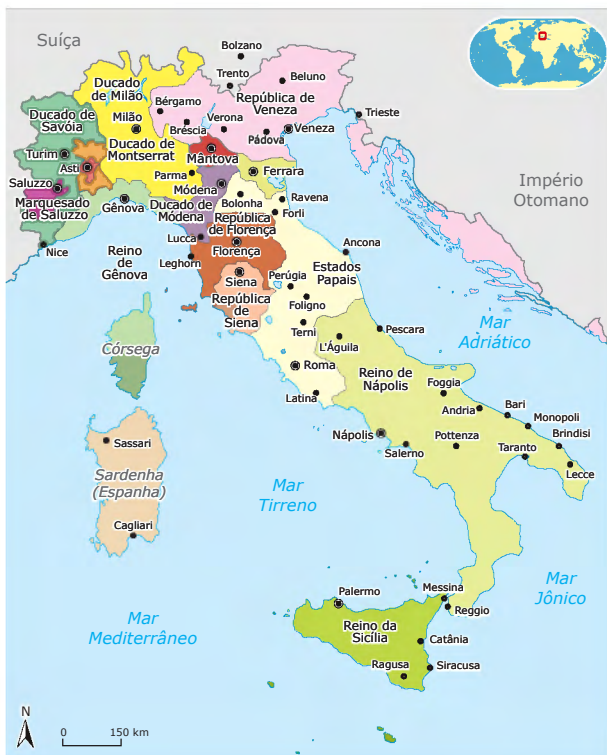 Suíça
Bolzano
Trento
Beluno
Ducado
de
Milão
Bérgamo
República de
Veneza
Trieste
Ducado de
Savóia
Milão
Bréscia
Verona
Pádova
Veneza
Turim
Ducado de
Montserrat
Mântova
Asti
Parma
Ferrara
Saluzzo
Módena
Marquesado
de Saluzzo
Gênova
Ducado de
Módena
Bolonha
Ravena
República
de Florença
Forli
Império
Otomano
Nice
Reino
de
Gênova
Lucca
Florença
Leghorn
Ancona
Estados
Papais
Siena
Perúgia
República
de
Siena
Foligno
Terni
Mar
Adriático
Pescara
Córsega
L'Águila
Roma
Reino de
Nápolis
Latina
Foggia
Andria
Bari
Monopoli
Nápolis
Salerno
Pottenza
Taranto
Brindisi
Lecce
Sassari
Sardenha
(Espanha)
Cagliari
Mar
Tirreno
Mar
Jônico
Mar
Mediterrâneo
Palermo
Messina
Reggio
Reino da
Sicília
Catânia
Ragusa
Siracusa
N
0 150 km